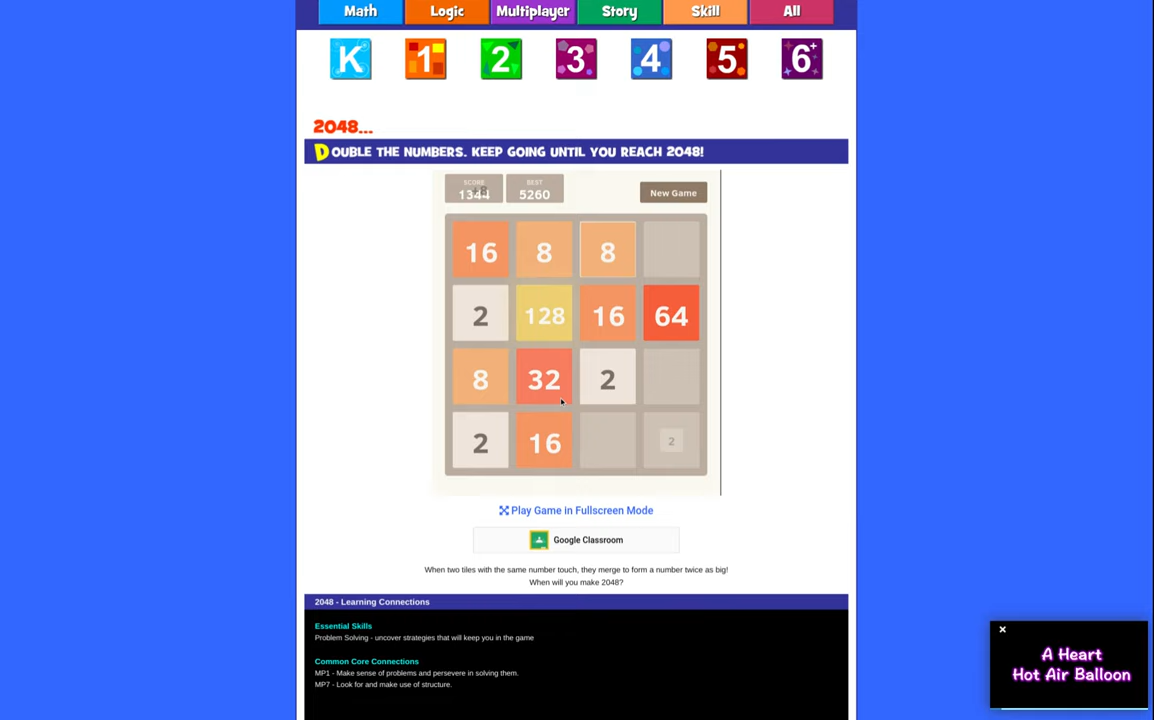 Math Logic Multiplayer Story Skill All
K 1 2 3 4 5 6+
2048...
DOUBLE THE NUMBERS. KEEP GOING UNTIL YOU REACH 2048!
SCORE BEST
1344 5260 New Game
16 8 8
2 128 16 64
8 32 2
2 16 2
Play Game in Fullscreen Mode
Google Classroom
When two tiles with the same number touch, they merge to form a number twice as big!
When will you make 2048?
2048 - Learning Connections
Essential Skills
Problem Solving - uncover strategies that will keep you in the game
Common Core Connections
MP1 - Make sense of problems and persevere in solving them.
MP7 - Look for and make use of structure.
A Heart
Hot Air Balloon